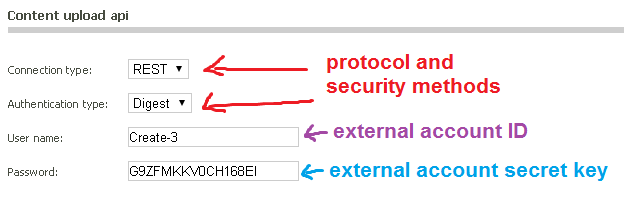 Content upload api
Connection type: REST protocol and
security methods
Authentication type: Digest
User name: Create-3 external account ID
Password: G9ZFMKKV0CH168EI external account secret key